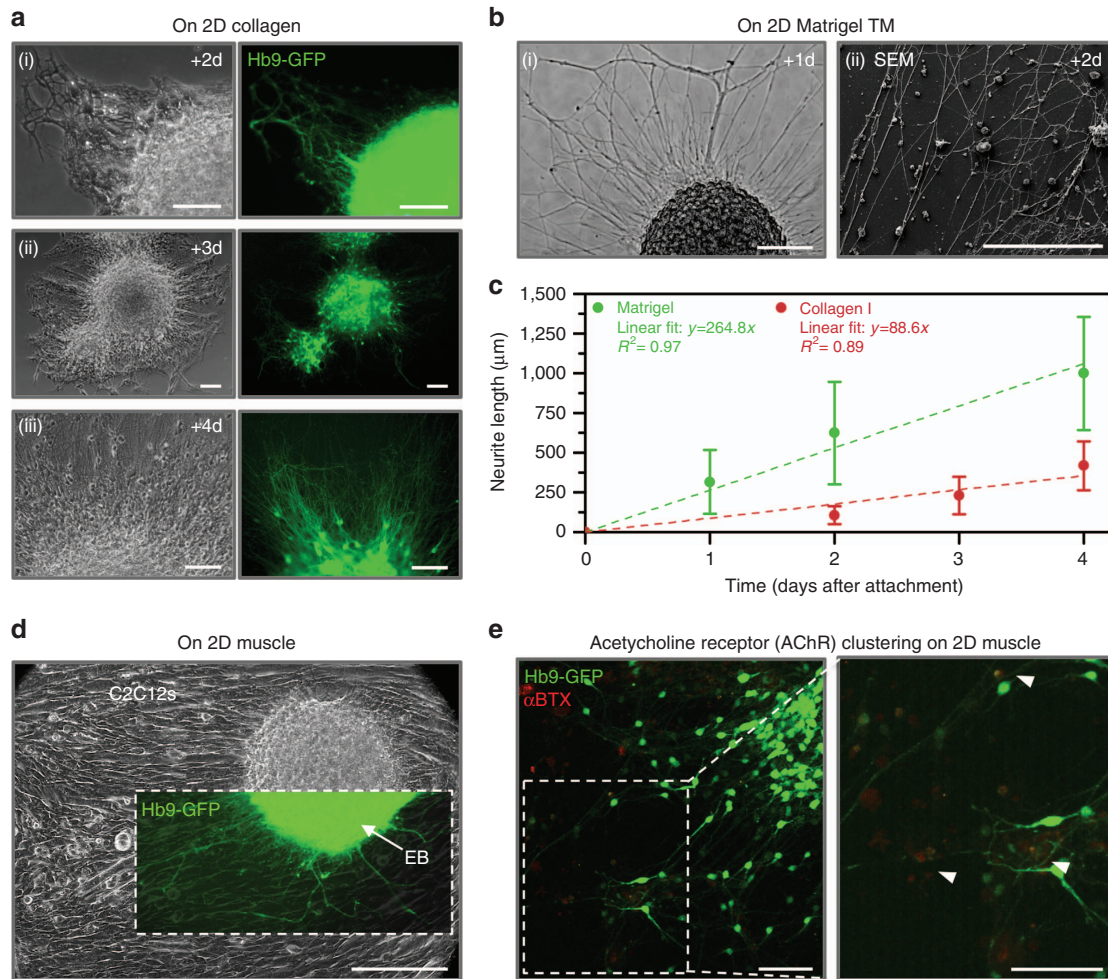 a
On 2D collagen
(i)
+2d
Hb9-GFP
(ii)
+3d
(iii)
+4d
b
On 2D Matrigel TM
(i)
+1d
(ii) SEM
+2d
c
1,500
1,250
1,000
750
500
250
0
Neurite length (μm)
Matrigel
Linear fit: y=264.8x
R²= 0.97
Collagen I
Linear fit: y=88.6x
R²= 0.89
0 1 2 3 4
Time (days after attachment)
d
On 2D muscle
C2C12s
Hb9-GFP
EB
e
Acetycholine receptor (AChR) clustering on 2D muscle
Hb9-GFP
αBTX